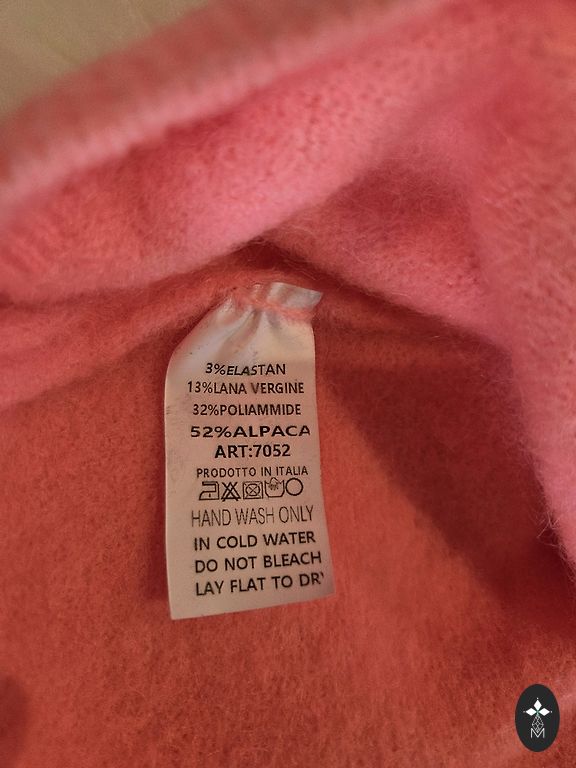 3%ELASTAN
13%LANA VERGINE
32%POLIAMMIDE
52%ALPACA
ART:7052
PRODOTTO IN ITALIA
HAND WASH ONLY
IN COLD WATER
DO NOT BLEACH
LAY FLAT TO DRY